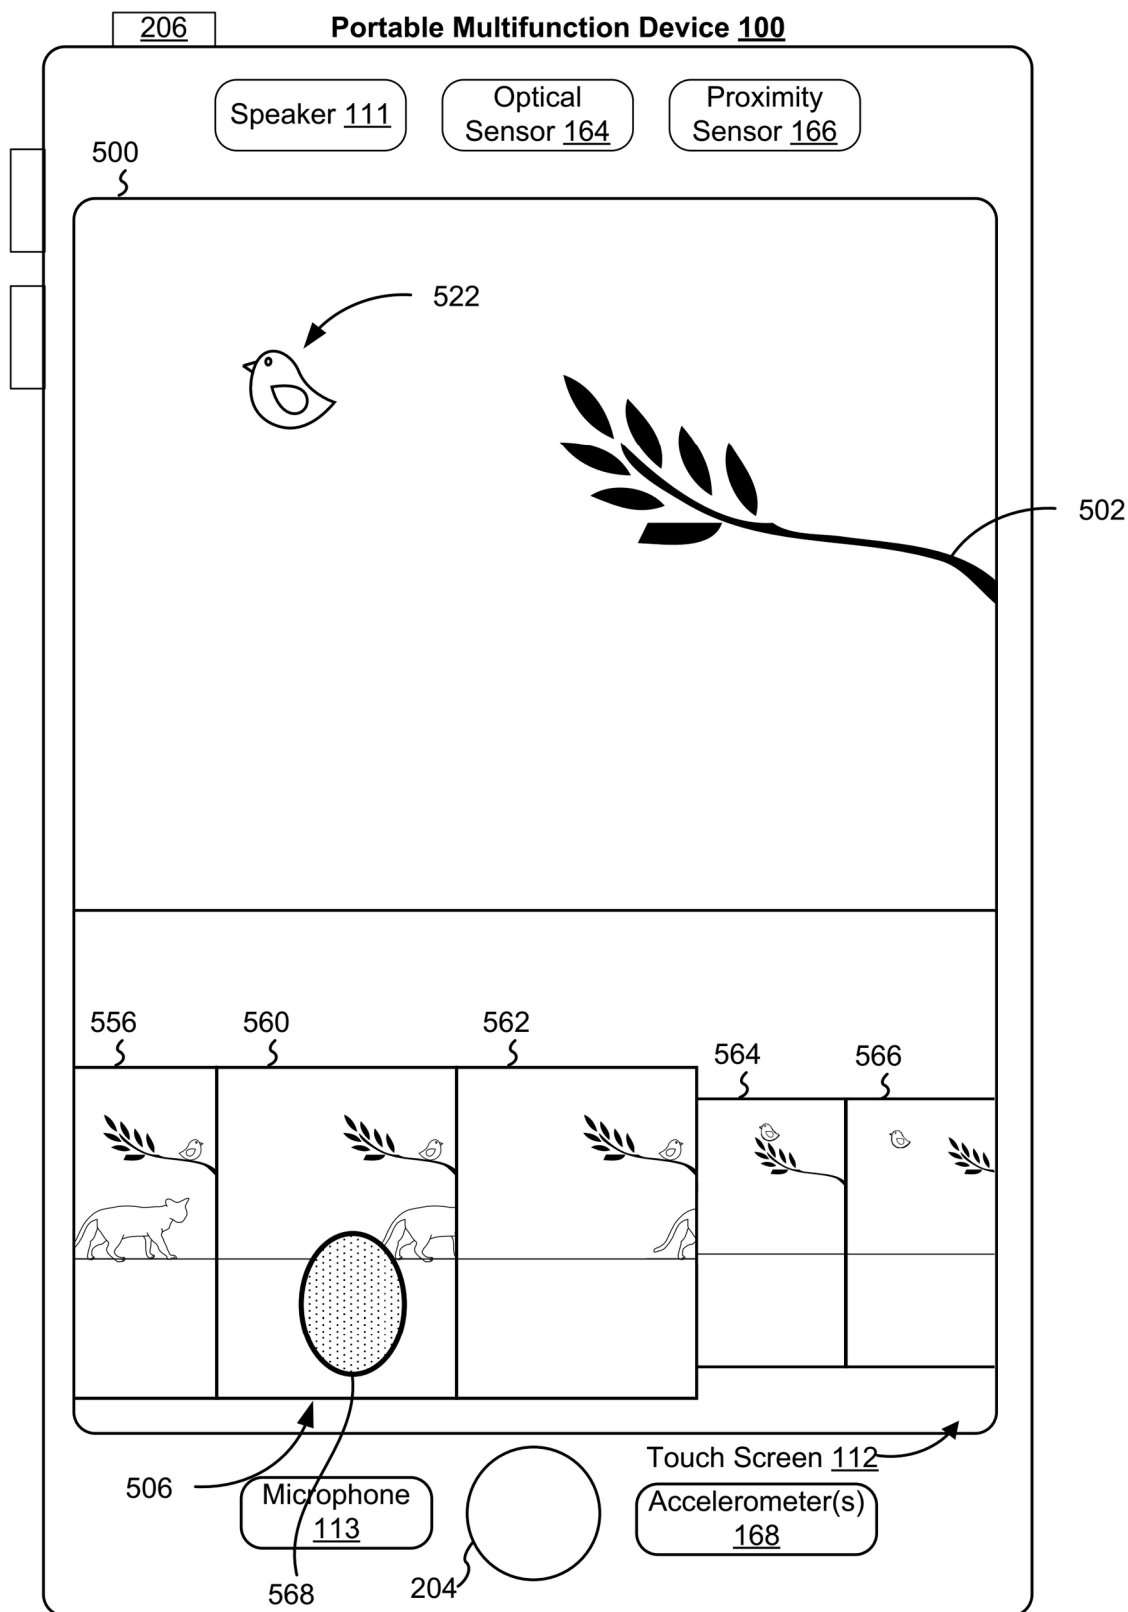 206
Portable Multifunction Device 100
Speaker 111
Optical
Sensor 164
Proximity
Sensor 166
500
522
502
556
560
562
564
566
Touch Screen 112
506
Microphone
113
Accelerometer(s)
168
568
204